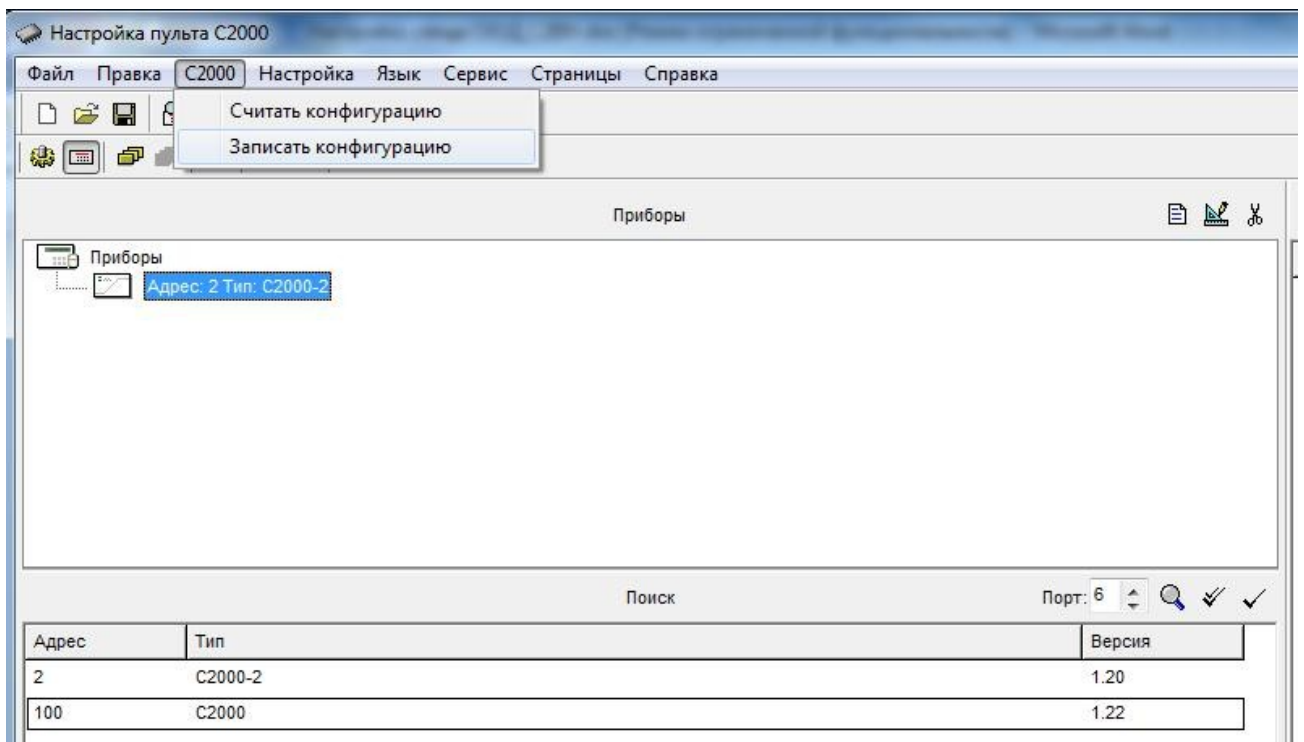 Настройка пульта С2000
Файл Правка С2000 Настройка Язык Сервис Страницы Справка
Считать конфигурацию
Записать конфигурацию
Приборы
Приборы
Адрес: 2 Тип: С2000-2
Поиск Порт: 6
Адрес Тип Версия
2 С2000-2 1.20
100 С2000 1.22